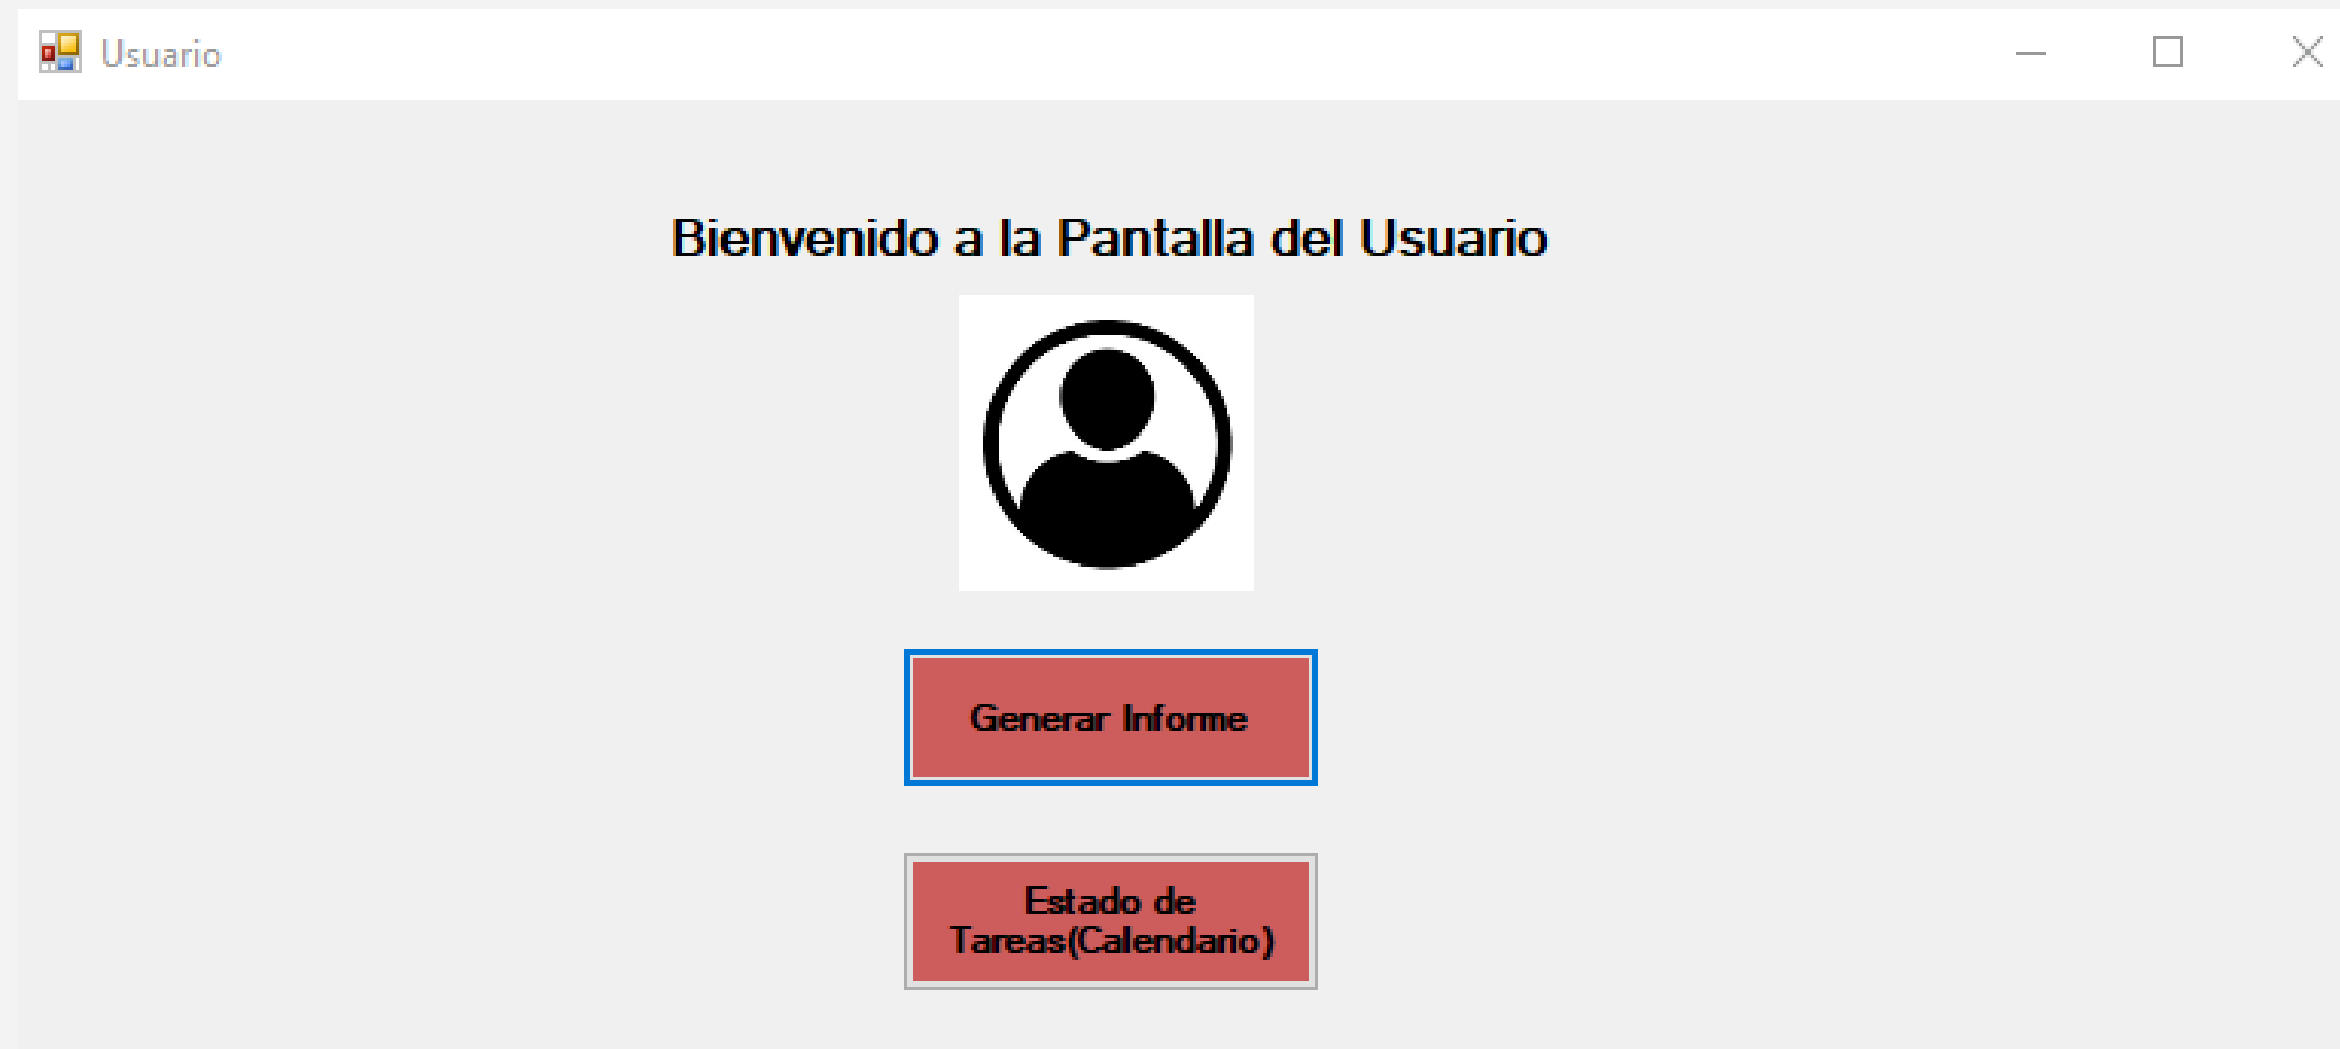 Usuario
Bienvenido a la Pantalla del Usuario
Generar Informe
Estado de
Tareas(Calendario)